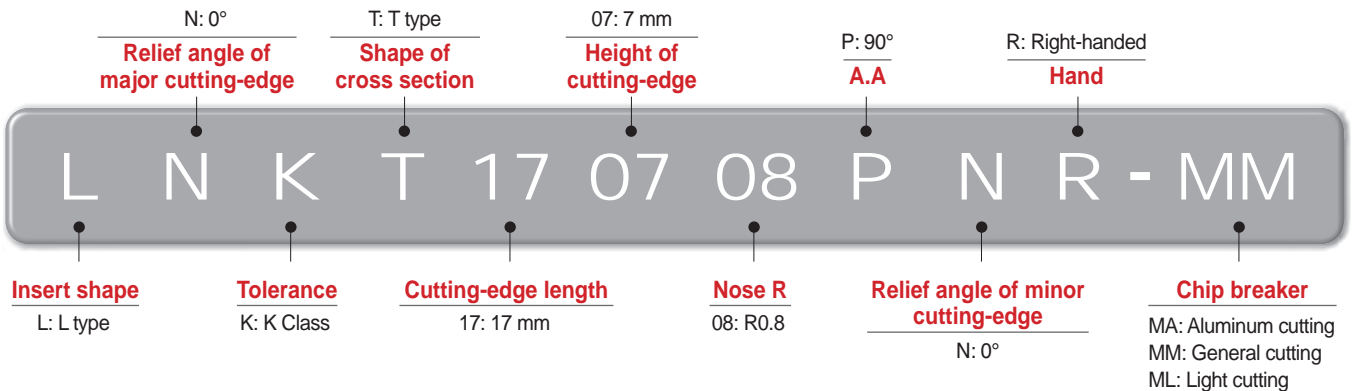 N: 0°
Relief angle of
major cutting-edge
T: T type
Shape of
cross section
07: 7 mm
Height of
cutting-edge
P: 90°
A.A
R: Right-handed
Hand
L N K T 17 07 08 P N R - MM
Insert shape
L: L type
Tolerance
K: K Class
Cutting-edge length
17: 17 mm
Nose R
08: R0.8
Relief angle of minor
cutting-edge
N: 0°
Chip breaker
MA: Aluminum cutting
MM: General cutting
ML: Light cutting